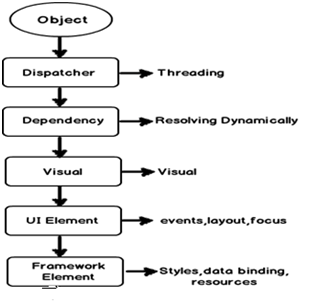 Object
Dispatcher
Threading
Dependency
Resolving Dynamically
Visual
Visual
UI Element
events,layout,focus
Framework
Element
Styles,data binding,
resources